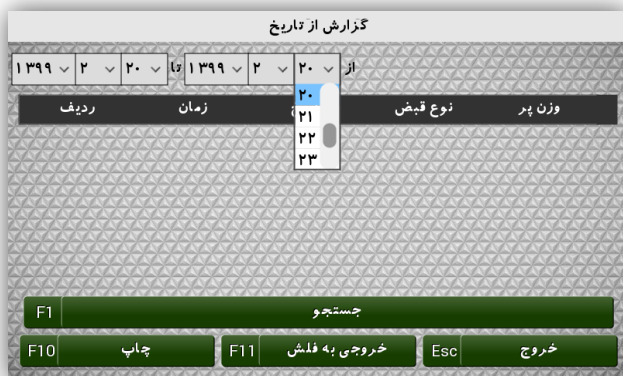 گزارش از تاریخ
از ۲۰ ۲ ۱۳۹۹ تا ۲۰ ۲ ۱۳۹۹
وزن پر نوع قبض زمان ردیف
۲۰
۲۱
۲۲
۲۳
جستجو F1
خروج Esc خروجی به فلش F11 چاپ F10